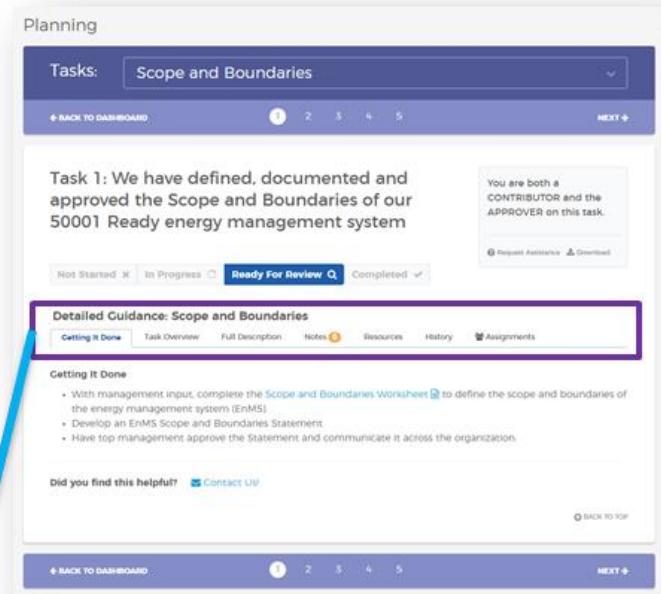 Planning
Tasks: Scope and Boundaries
BACK TO DASHBOARD 1 2 3 4 5 NEXT
Task 1: We have defined, documented and
approved the Scope and Boundaries of our
50001 Ready energy management system
You are both a
CONTRIBUTOR and the
APPROVER on this task.
Request Assistance Download
Not Started In Progress Ready For Review Completed
Detailed Guidance: Scope and Boundaries
Getting It Done Task Overview Full Description Notes Resources History Assignments
Getting It Done
• With management input, complete the Scope and Boundaries Worksheet to define the scope and boundaries of
the energy management system (EnMS)
• Develop an EnMS Scope and Boundaries Statement
• Have top management approve the Statement and communicate it across the organization.
Did you find this helpful? Contact Us!
BACK TO TOP
BACK TO DASHBOARD 1 2 3 4 5 NEXT